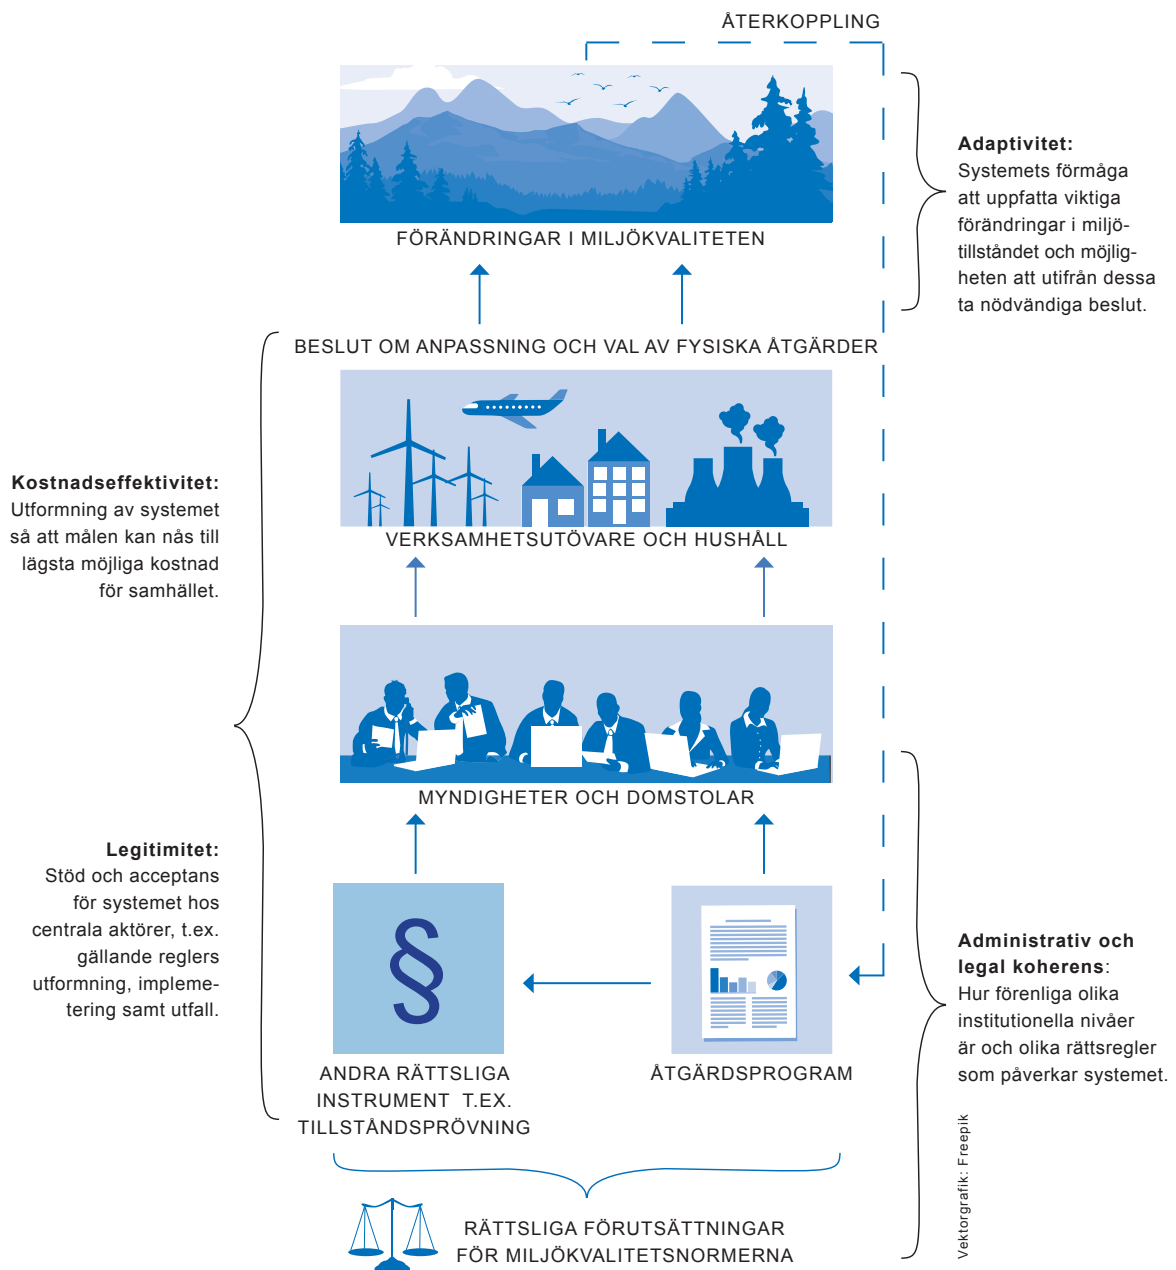 ÅTERKOPPLING
FÖRÄNDRINGAR I MILJÖKVALITETEN
Adaptivitet:
Systemets förmåga
att uppfatta viktiga
förändringar i miljö-
tillståndet och möjlig-
heten att utifrån dessa
ta nödvändiga beslut.
BESLUT OM ANPASSNING OCH VAL AV FYSISKA ÅTGÄRDER
VERKSAMHETSUTÖVARE OCH HUSHÅLL
Kostnadseffektivitet:
Utformning av systemet
så att målen kan nås till
lägsta möjliga kostnad
för samhället.
MYNDIGHETER OCH DOMSTOLAR
Legitimitet:
Stöd och acceptans
för systemet hos
centrala aktörer, t.ex.
gällande reglers
utformning, impleme-
tering samt utfall.
§
ANDRA RÄTTSLIGA
INSTRUMENT T.EX.
TILLSTÅNDSPRÖVNING
ÅTGÄRDSPROGRAM
Administrativ och
legal koherens:
Hur förenliga olika
institutionella nivåer
är och olika rättsregler
som påverkar systemet.
RÄTTSLIGA FÖRUTSÄTTNINGAR
FÖR MILJÖKVALITETSNORMERNA
Vektorgrafik: Freepik